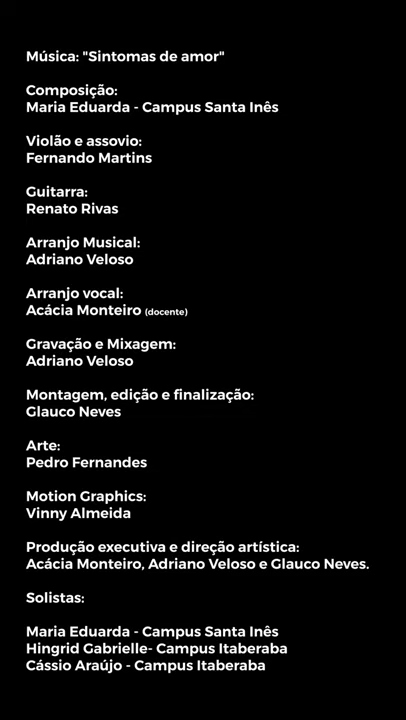 Música: "Sintomas de amor"
Composição:
Maria Eduarda - Campus Santa Inês
Violão e assovio:
Fernando Martins
Guitarra:
Renato Rivas
Arranjo Musical:
Adriano Veloso
Arranjo vocal:
Acácia Monteiro (docente)
Gravação e Mixagem:
Adriano Veloso
Montagem, edição e finalização:
Glauco Neves
Arte:
Pedro Fernandes
Motion Graphics:
Vinny Almeida
Produção executiva e direção artística:
Acácia Monteiro, Adriano Veloso e Glauco Neves.
Solistas:
Maria Eduarda - Campus Santa Inês
Hingrid Gabrielle- Campus Itaberaba
Cássio Araújo - Campus Itaberaba